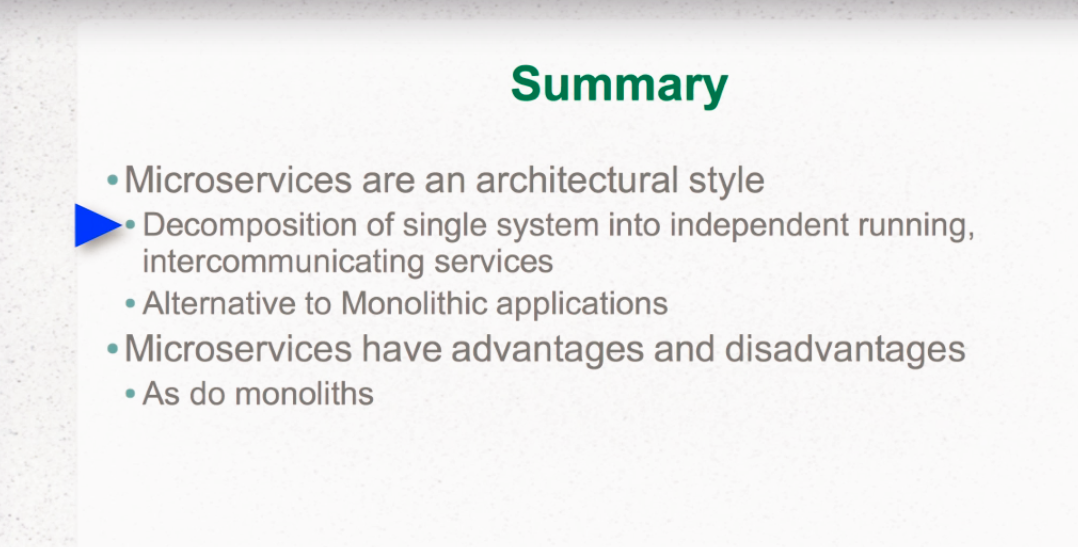 Summary
• Microservices are an architectural style
• Decomposition of single system into independent running,
intercommunicating services
• Alternative to Monolithic applications
• Microservices have advantages and disadvantages
• As do monoliths